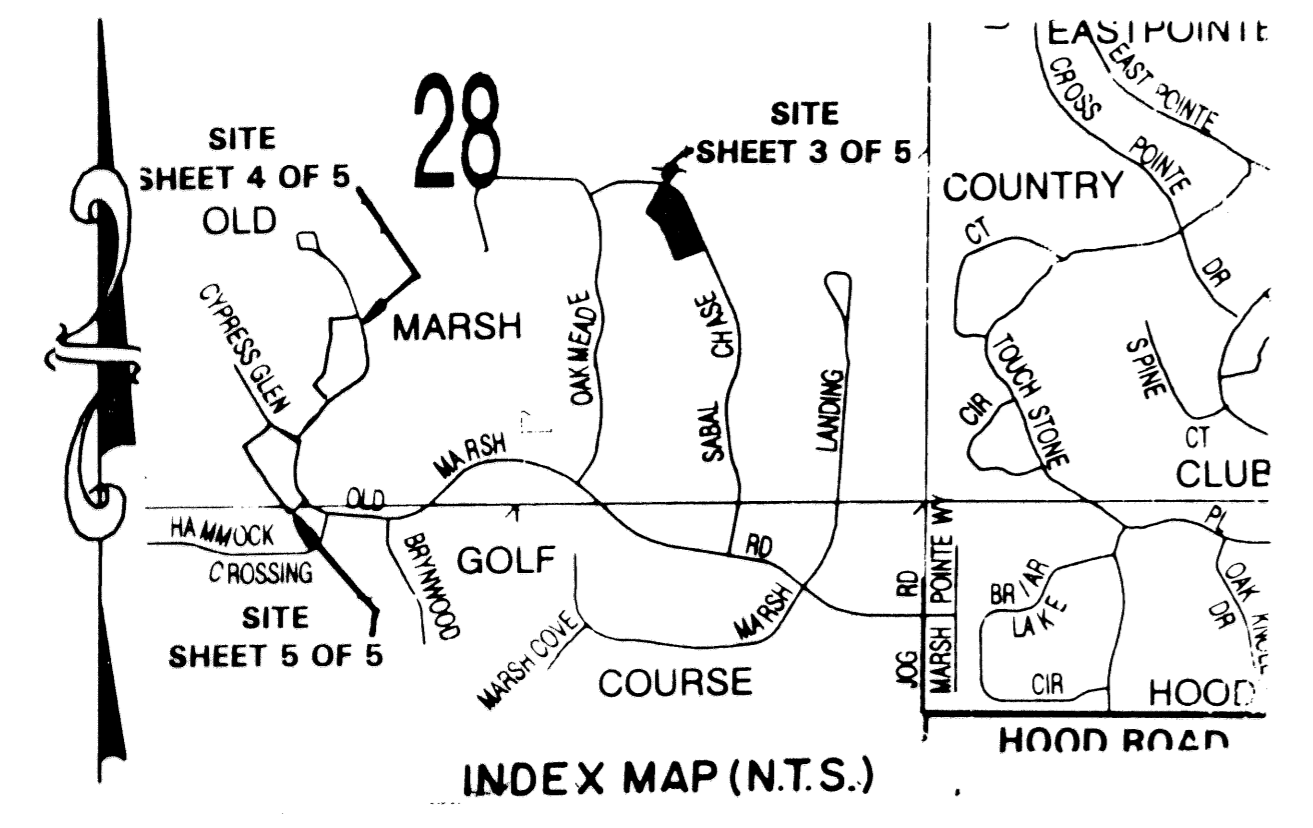 EASTPOINTE
EAST POINTE
CROSS
POINTE
DR
28
SITE
SHEET 3 OF 5
SITE
SHEET 4 OF 5
OLD
COUNTRY
CT
CYPRESS GLEN
MARSH
OAKMEADE
SABAL CHASE
LANDING
TOUCH STONE
CIR
SPINE
CT
CLUB
MARSH
OLD
HAMMOCK
CROSSING
BRYNWOOD
GOLF
RD
MARSH
MARSH COVE
COURSE
JOG RD
MARSH POINTE WY
PL
OAK KNOLL
DR
BRIAR
LAKE
CIR
HOOD
SITE
SHEET 5 OF 5
HOOD ROAD
INDEX MAP (N.T.S.)